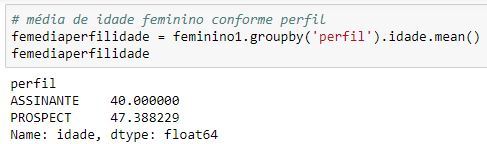 # média de idade feminino conforme perfil
femediaperfilidade = feminino1.groupby('perfil').idade.mean()
femediaperfilidade
perfil
ASSINANTE    40.000000
PROSPECT     47.388229
Name: idade, dtype: float64